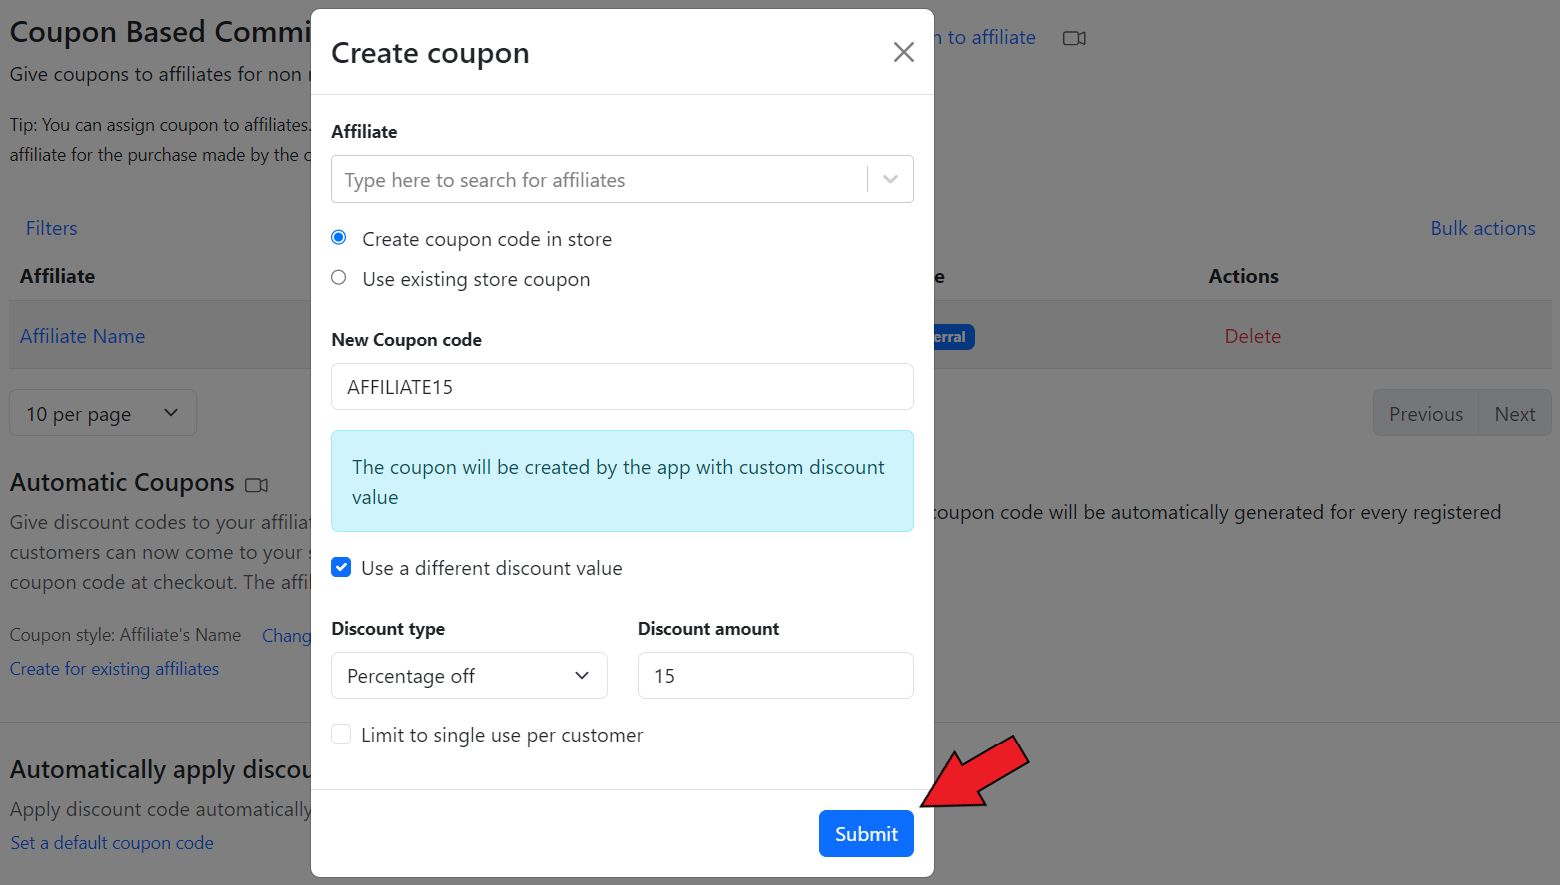 Coupon Based Commi
to affiliate
Give coupons to affiliates for non
Tip: You can assign coupon to affiliates.
affiliate for the purchase made by the
Filters
Bulk actions
Affiliate
Actions
Affiliate Name
erral
Delete
10 per page
Previous
Next
Automatic Coupons
Give discount codes to your affilia
coupon code will be automatically generated for every registered
customers can now come to your
coupon code at checkout. The affi
Coupon style: Affiliate's Name Chang
Create for existing affiliates
Automatically apply discou
Apply discount code automatically
Set a default coupon code
Create coupon
Affiliate
Type here to search for affiliates
Create coupon code in store
Use existing store coupon
New Coupon code
AFFILIATE15
The coupon will be created by the app with custom discount
value
Use a different discount value
Discount type
Discount amount
Percentage off
15
Limit to single use per customer
Submit